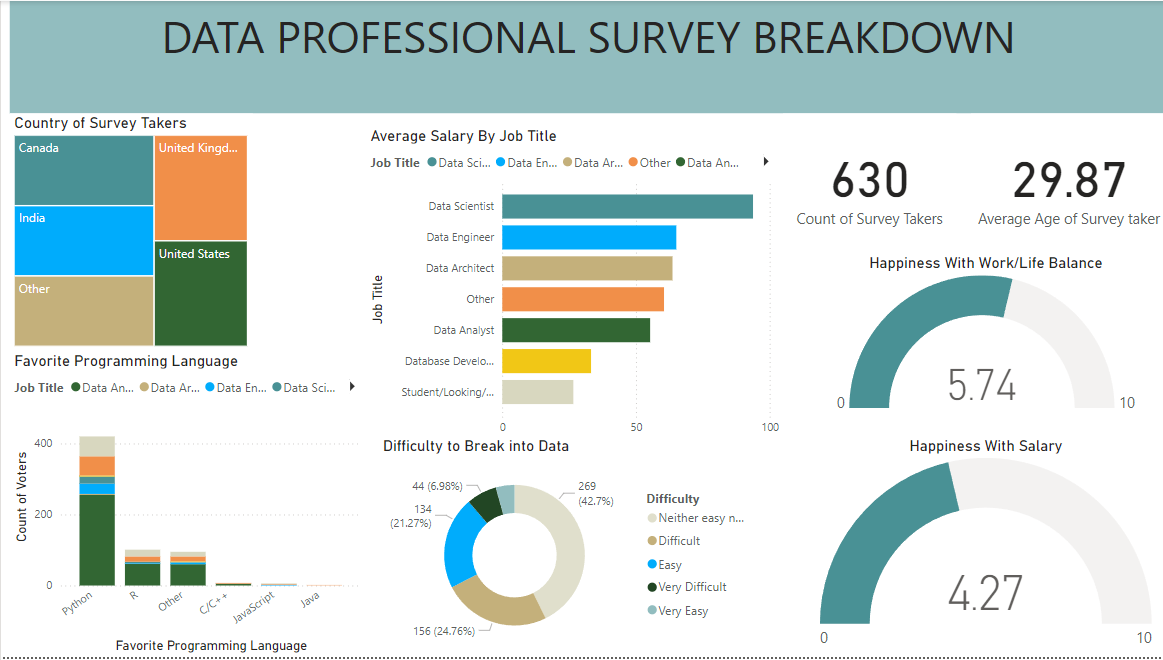 DATA PROFESSIONAL SURVEY BREAKDOWN
Country of Survey Takers
Canada
United Kingd...
India
United States
Other
Average Salary By Job Title
Job Title Data Sci... Data En... Data Ar... Other Data An...
Job Title
Data Scientist
Data Engineer
Data Architect
Other
Data Analyst
Database Develo...
Student/Looking/...
0 50 100
630
Count of Survey Takers
29.87
Average Age of Survey taker
Happiness With Work/Life Balance
5.74
0 10
Favorite Programming Language
Job Title Data An... Data Ar... Data En... Data Sci...
Count of Voters
400
200
0
Python R Other C/C++ JavaScript Java
Favorite Programming Language
Difficulty to Break into Data
44 (6.98%)
269
(42.7%)
134
(21.27%)
156 (24.76%)
Difficulty
Neither easy n...
Difficult
Easy
Very Difficult
Very Easy
Happiness With Salary
4.27
0 10